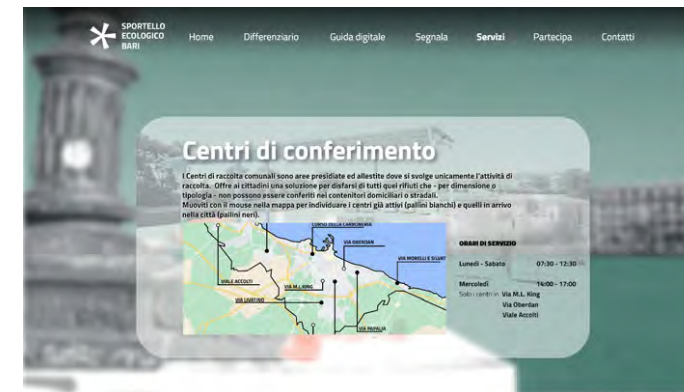 SPORTELLO
ECOLOGICO
BARI
Home Differenziario Guida digitale Segnala Servizi Partecipa Contatti
Centri di conferimento
I Centri di raccolta comunali sono aree presidiate ed allestite dove si svolge unicamente l'attività di
raccolta. Offre ai cittadini una soluzione per disfarsi di tutti quei rifiuti che - per dimensione o
tipologia - non possono essere conferiti nei contenitori domiciliari o stradali.
Muoviti con il mouse nella mappa per individuare i centri già attivi (pallini bianchi) e quelli in arrivo
nella città (pallini neri).
CORSO DELLA CARBONERIA
VIA OBERDAN
VIA MORELLI E SILVATI
VIALE ACCOLTI
VIA M.L.KING
VIA LIVATINO
VIA PAPALIA
ORARI DI SERVIZIO
Lunedì - Sabato 07:30 - 12:30
Mercoledì 14:00 - 17:00
Solo i centri in Via M.L. King
Via Oberdan
Viale Accolti